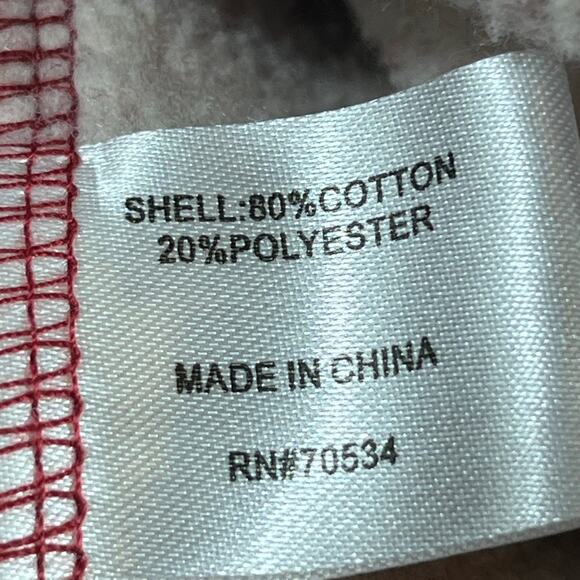 SHELL:80%COTTON
20%POLYESTER
MADE IN CHINA
RN#70534